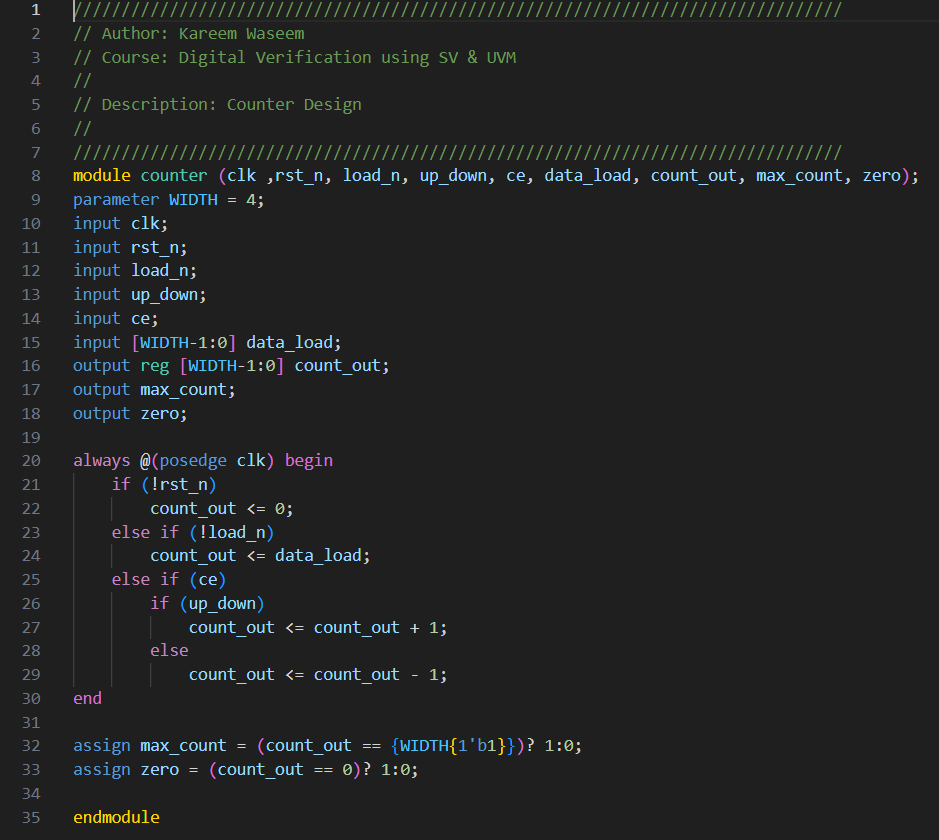 1 ////////////////////////////////////////////////////////////////////////////////
2 // Author: Kareem Waseem
3 // Course: Digital Verification using SV & UVM
4 //
5 // Description: Counter Design
6 //
7 ////////////////////////////////////////////////////////////////////////////////
8 module counter (clk ,rst_n, load_n, up_down, ce, data_load, count_out, max_count, zero);
9 parameter WIDTH = 4;
10 input clk;
11 input rst_n;
12 input load_n;
13 input up_down;
14 input ce;
15 input [WIDTH-1:0] data_load;
16 output reg [WIDTH-1:0] count_out;
17 output max_count;
18 output zero;
19
20 always @(posedge clk) begin
21     if (!rst_n)
22         count_out <= 0;
23     else if (!load_n)
24         count_out <= data_load;
25     else if (ce)
26         if (up_down)
27             count_out <= count_out + 1;
28         else
29             count_out <= count_out - 1;
30 end
31
32 assign max_count = (count_out == {WIDTH{1'b1}})? 1:0;
33 assign zero = (count_out == 0)? 1:0;
34
35 endmodule